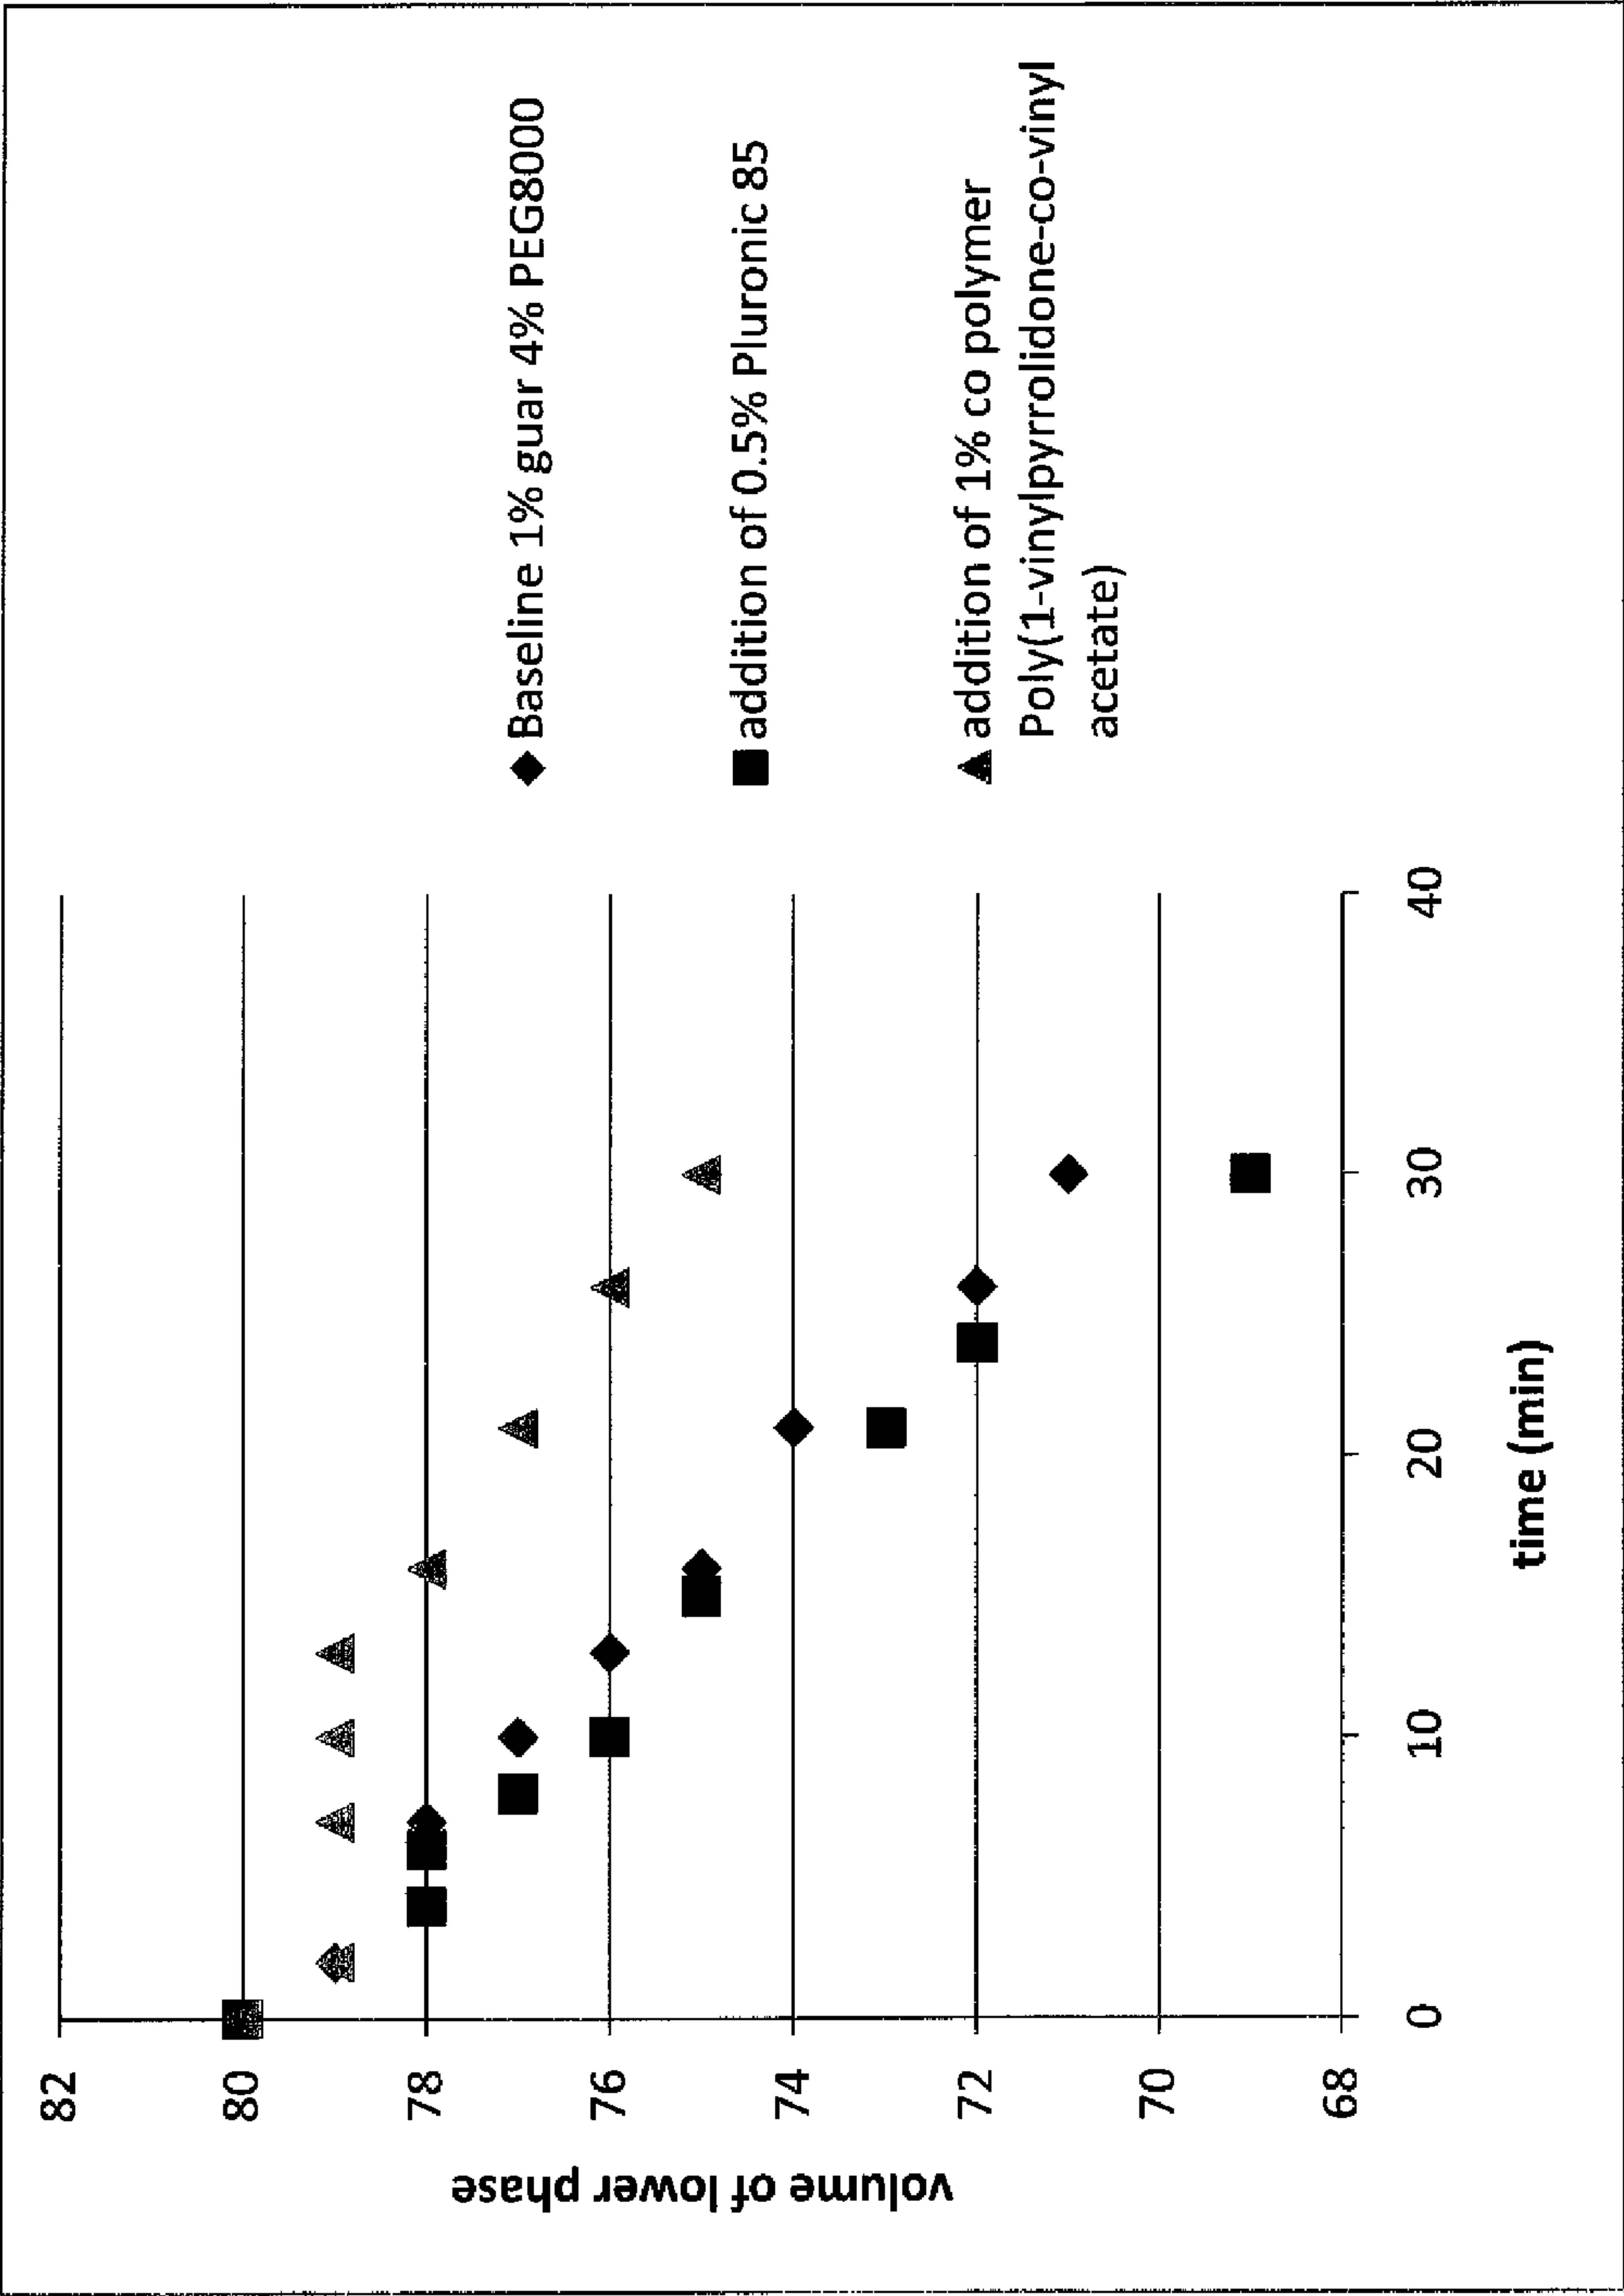 82
80
78
76
74
72
70
68
volume of lower phase
0
10
20
30
40
time (min)
Baseline 1% guar 4% PEG8000
addition of 0.5% Pluronic 85
addition of 1% co polymer
Poly(1-vinylpyrrolidone-co-vinyl
acetate)